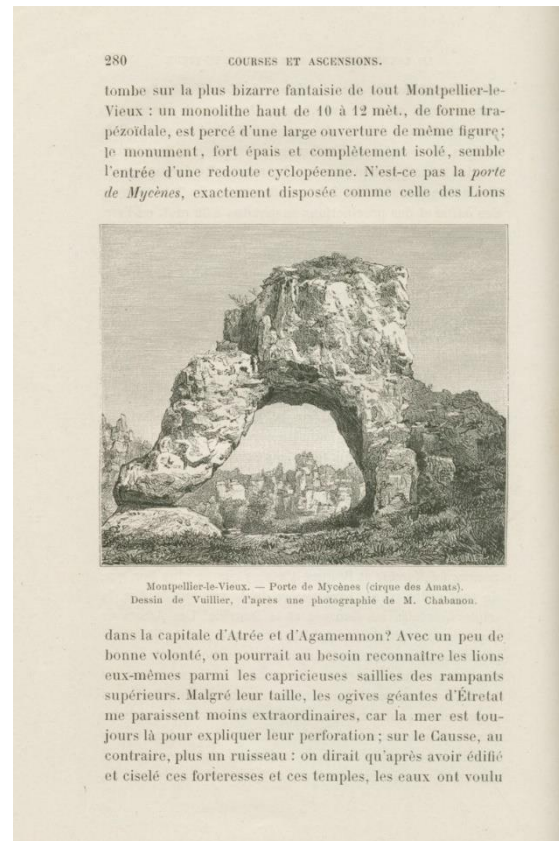 280
COURSES ET ASCENSIONS.
tombe sur la plus bizarre fantaisie de tout Montpellier-le-
Vieux : un monolithe haut de 10 à 12 mèt., de forme tra-
pézoïdale, est percé d'une large ouverture de même figure;
le monument, fort épais et complètement isolé, semble
l'entrée d'une redoute cyclopéenne. N'est-ce pas la porte
de Mycènes, exactement disposée comme celle des Lions
Montpellier-le-Vieux. — Porte de Mycènes (cirque des Amats).
Dessin de Vuillier, d'après une photographie de M. Chabanon.
dans la capitale d'Atrée et d'Agamemnon? Avec un peu de
bonne volonté, on pourrait au besoin reconnaître les lions
eux-mêmes parmi les capricieuses saillies des rampants
supérieurs. Malgré leur taille, les ogives géantes d'Étretat
me paraissent moins extraordinaires, car la mer est tou-
jours là pour expliquer leur perforation; sur le Causse, au
contraire, plus un ruisseau : on dirait qu'après avoir édifié
et ciselé ces forteresses et ces temples, les eaux ont voulu